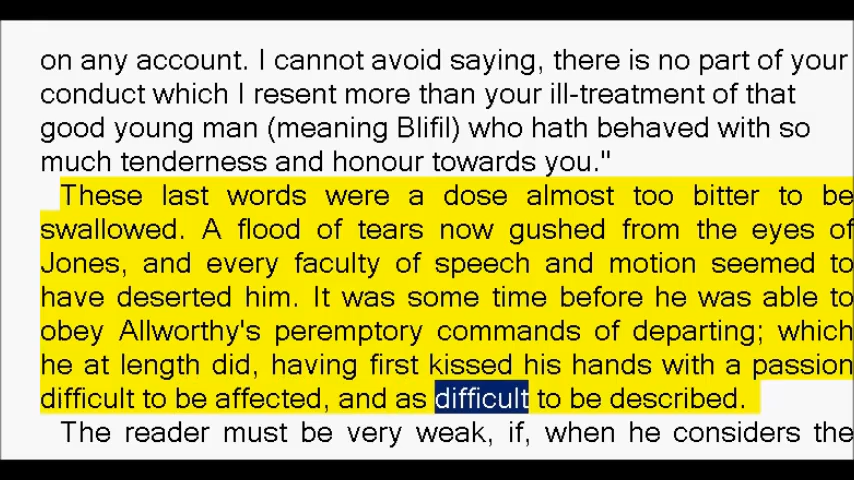 on any account. I cannot avoid saying, there is no part of your
conduct which I resent more than your ill-treatment of that
good young man (meaning Blifil) who hath behaved with so
much tenderness and honour towards you."
These last words were a dose almost too bitter to be
swallowed. A flood of tears now gushed from the eyes of
Jones, and every faculty of speech and motion seemed to
have deserted him. It was some time before he was able to
obey Allworthy's peremptory commands of departing; which
he at length did, having first kissed his hands with a passion
difficult to be affected, and as difficult to be described.
The reader must be very weak, if, when he considers the